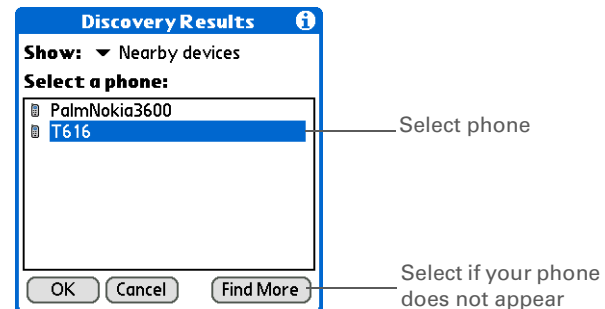 Discovery Results
Show: Nearby devices
Select a phone:
PalmNokia3600
T616
Select phone
OK Cancel Find More
Select if your phone
does not appear